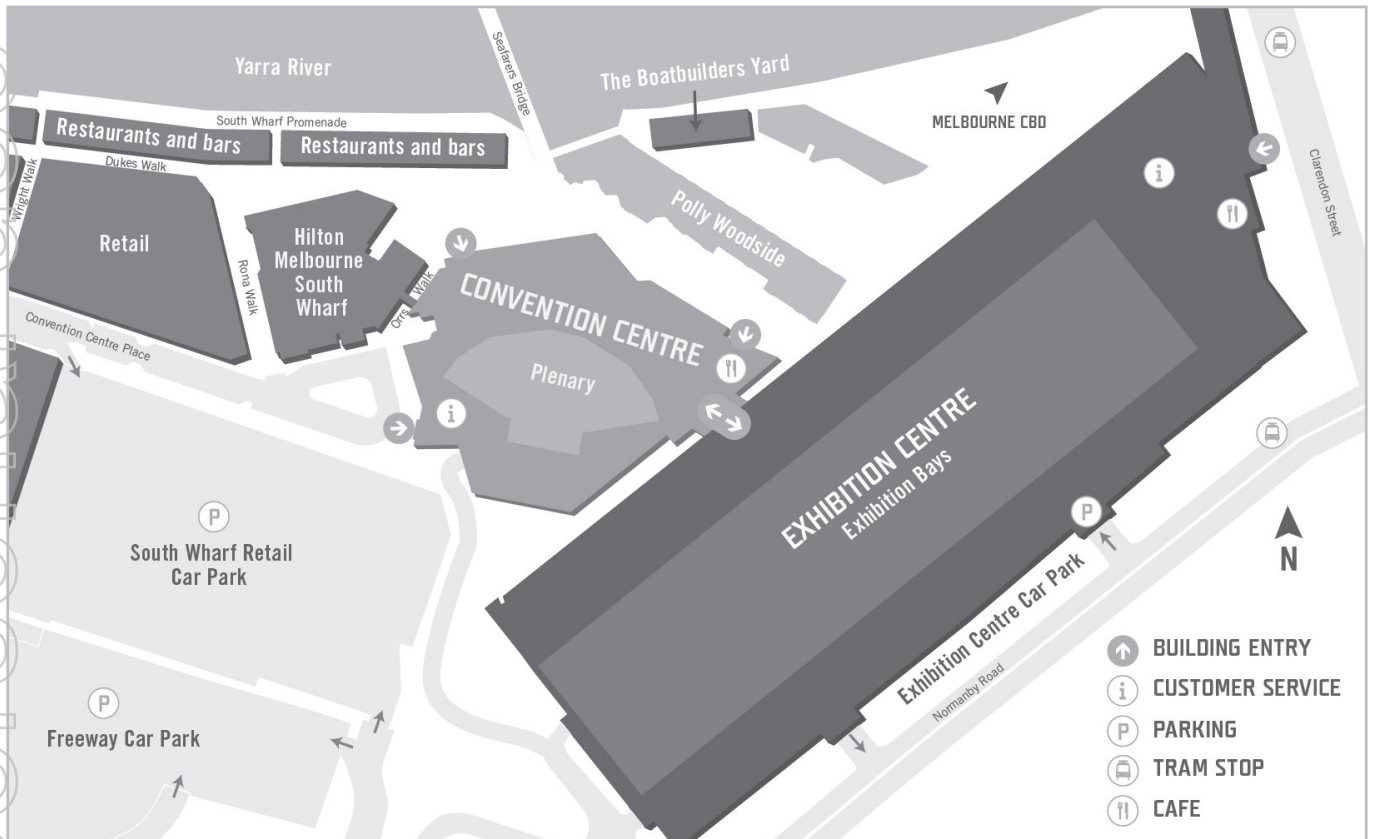 Yarra River
Seafarers Bridge
The Boatbuilders Yard
MELBOURNE CBD
South Wharf Promenade
Restaurants and bars
Restaurants and bars
Dukes Walk
Wright Walk
Retail
Rona Walk
Hilton
Melbourne
South
Wharf
Orrs Walk
Convention Centre Place
CONVENTION CENTRE
Plenary
Polly Woodside
Clarendon Street
EXHIBITION CENTRE
Exhibition Bays
P
South Wharf Retail
Car Park
P
Freeway Car Park
P
Exhibition Centre Car Park
Normanby Road
N
BUILDING ENTRY
i CUSTOMER SERVICE
P PARKING
TRAM STOP
CAFE
i
i